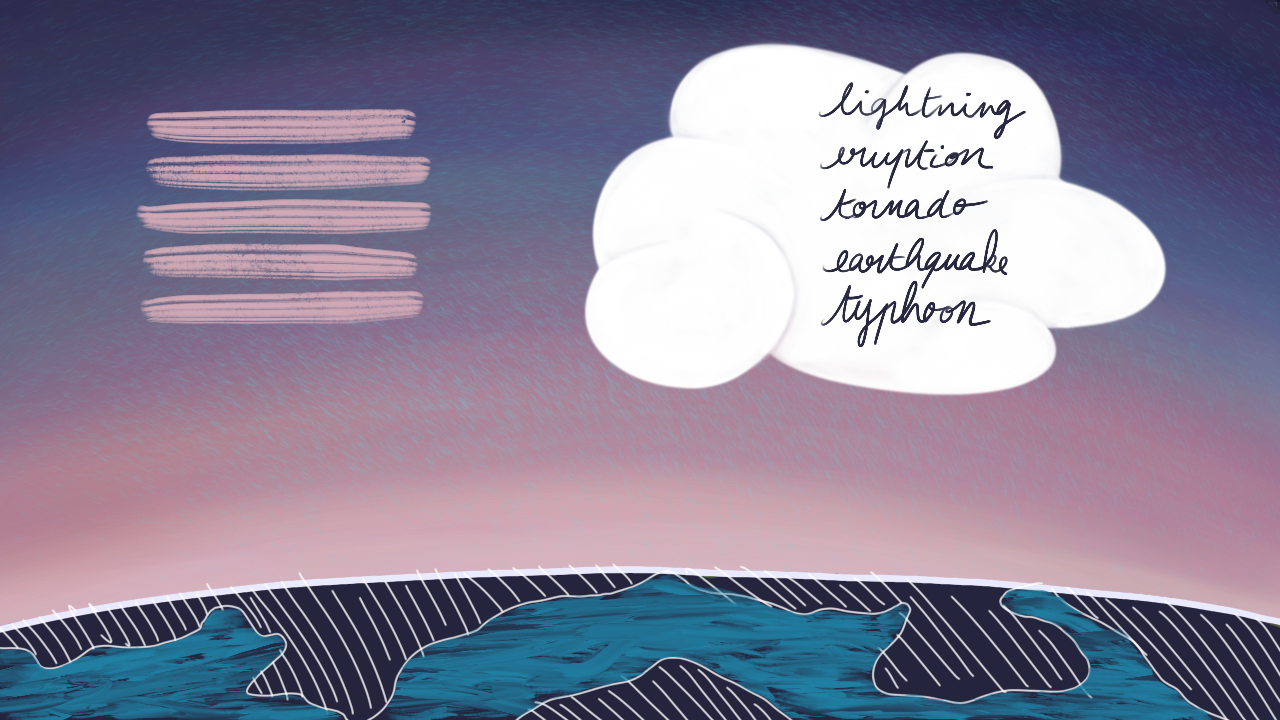 lightning
eruption
tornado
earthquake
typhoon